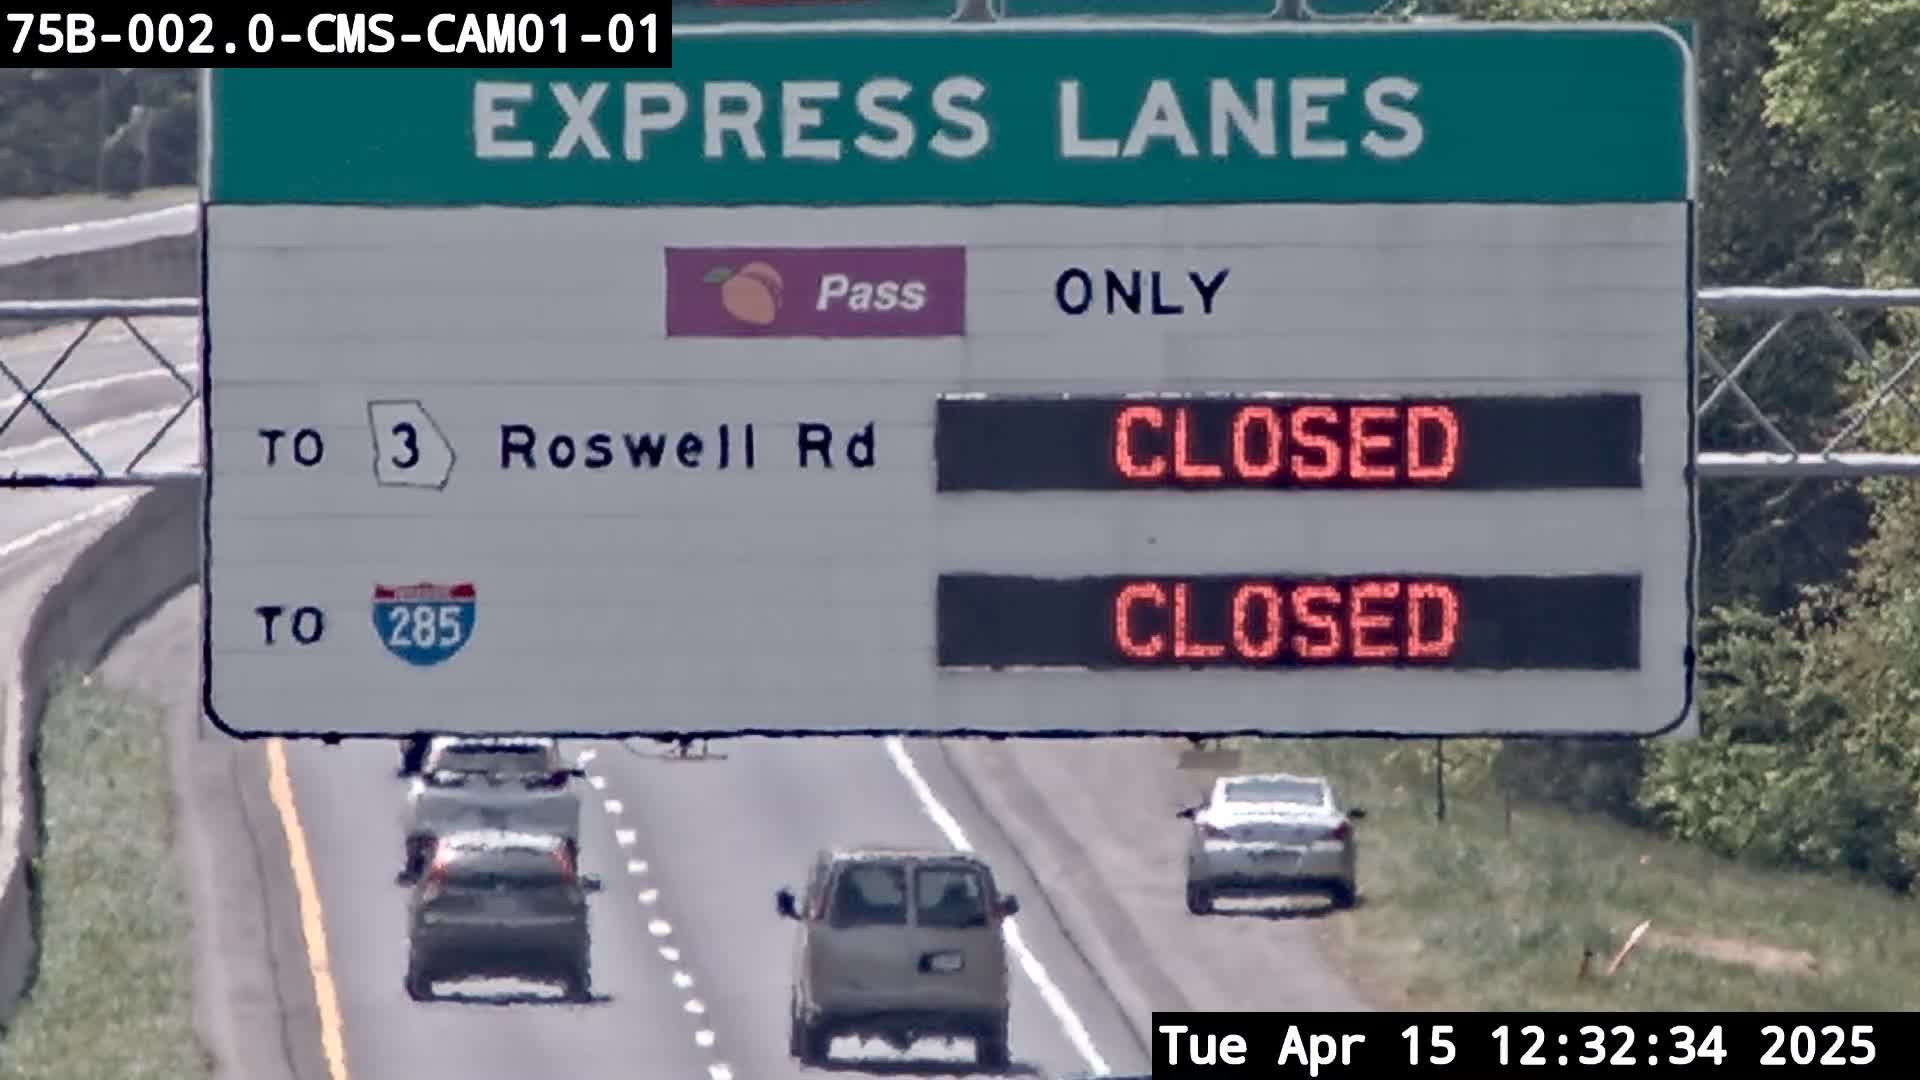 75B-002.0-CMS-CAM01-01
EXPRESS LANES
Pass ONLY
TO 3 Roswell Rd CLOSED
TO 285 CLOSED
Tue Apr 15 12:32:34 2025